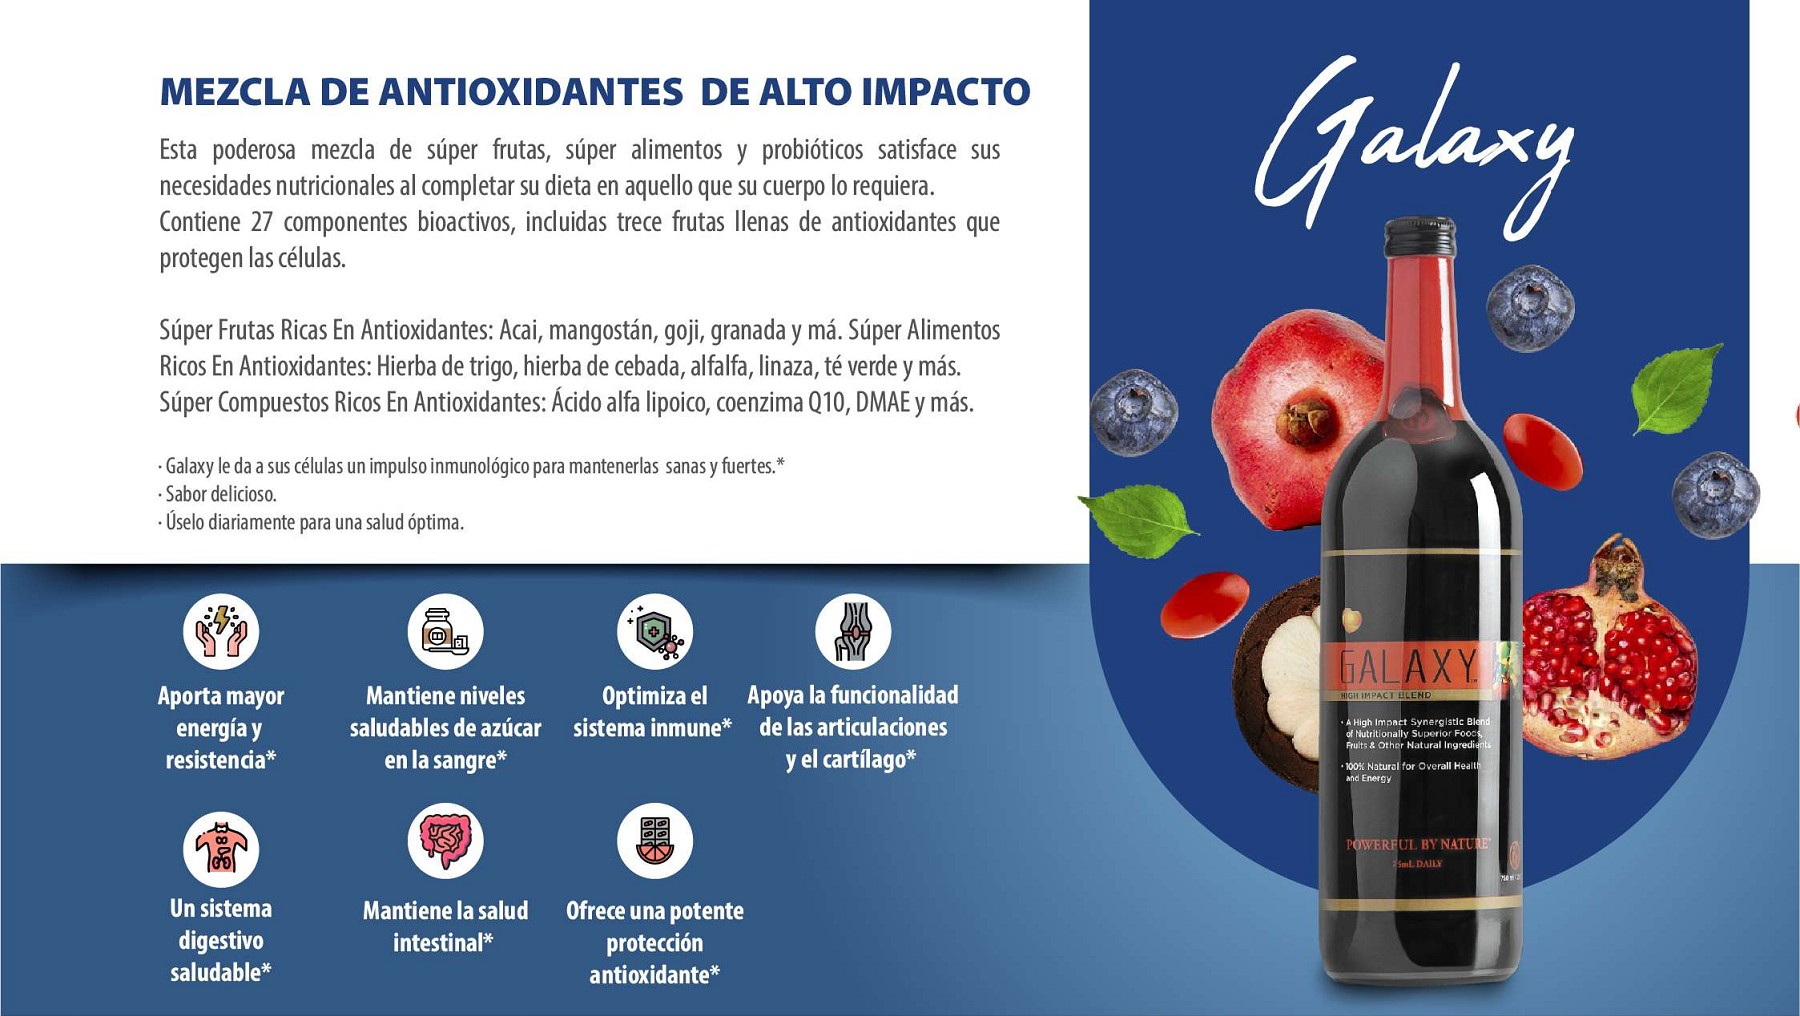 MEZCLA DE ANTIOXIDANTES DE ALTO IMPACTO
Esta poderosa mezcla de súper frutas, súper alimentos y probióticos satisface sus
necesidades nutricionales al completar su dieta en aquello que su cuerpo lo requiera.
Contiene 27 componentes bioactivos, incluidas trece frutas llenas de antioxidantes que
protegen las células.
Súper Frutas Ricas En Antioxidantes: Acai, mangostán, goji, granada y má. Súper Alimentos
Ricos En Antioxidantes: Hierba de trigo, hierba de cebada, alfalfa, linaza, té verde y más.
Súper Compuestos Ricos En Antioxidantes: Ácido alfa lipoico, coenzima Q10, DMAE y más.
· Galaxy le da a sus células un impulso inmunológico para mantenerlas sanas y fuertes.*
· Sabor delicioso.
· Úselo diariamente para una salud óptima.
Aporta mayor
energía y
resistencia*
Mantiene niveles
saludables de azúcar
en la sangre*
Optimiza el
sistema inmune*
Apoya la funcionalidad
de las articulaciones
y el cartílago*
Un sistema
digestivo
saludable*
Mantiene la salud
intestinal*
Ofrece una potente
protección
antioxidante*
Galaxy
GALAXY
HIGH IMPACT BLEND
• A High Impact Synergistic Blend
of Nutritionally Superior Foods,
Fruits & Other Natural Ingredients
• 100% Natural for Overall Health
and Energy
POWERFUL BY NATURE
DAILY